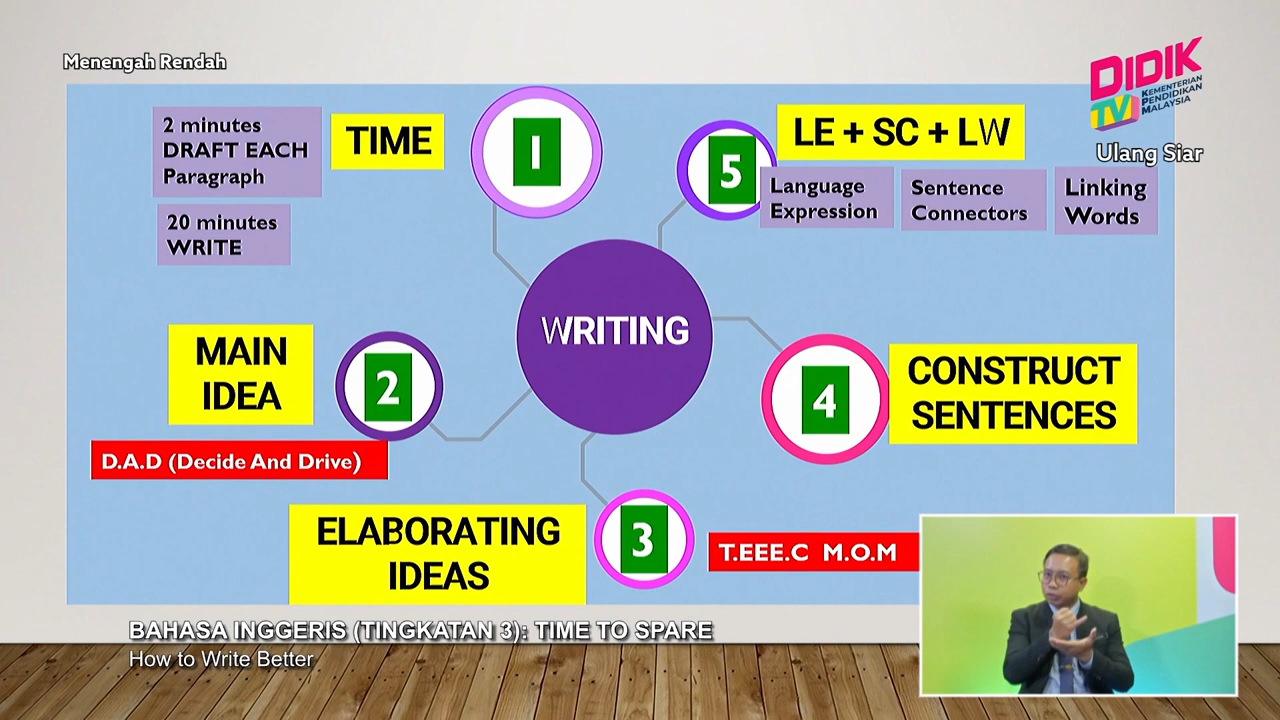 Menengah Rendah
DIDIK
TV
KEMENTERIAN
PENDIDIKAN
MALAYSIA
Ulang Siar
2 minutes
DRAFT EACH
Paragraph
20 minutes
WRITE
TIME
1
5
LE + SC + LW
Language
Expression
Sentence
Connectors
Linking
Words
WRITING
MAIN
IDEA
2
D.A.D (Decide And Drive)
4
CONSTRUCT
SENTENCES
ELABORATING
IDEAS
3
T.EEE.C M.O.M
BAHASA INGGERIS (TINGKATAN 3): TIME TO SPARE
How to Write Better